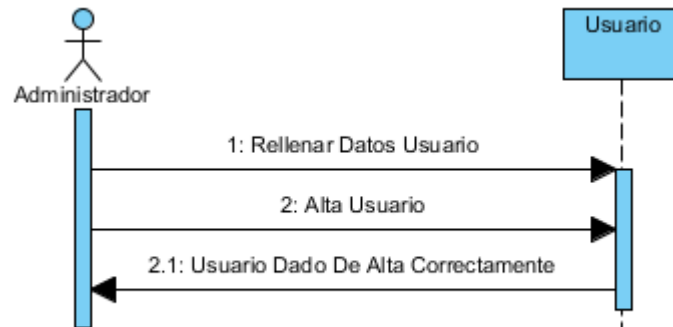 Usuario
Administrador
1: Rellenar Datos Usuario
2: Alta Usuario
2.1: Usuario Dado De Alta Correctamente